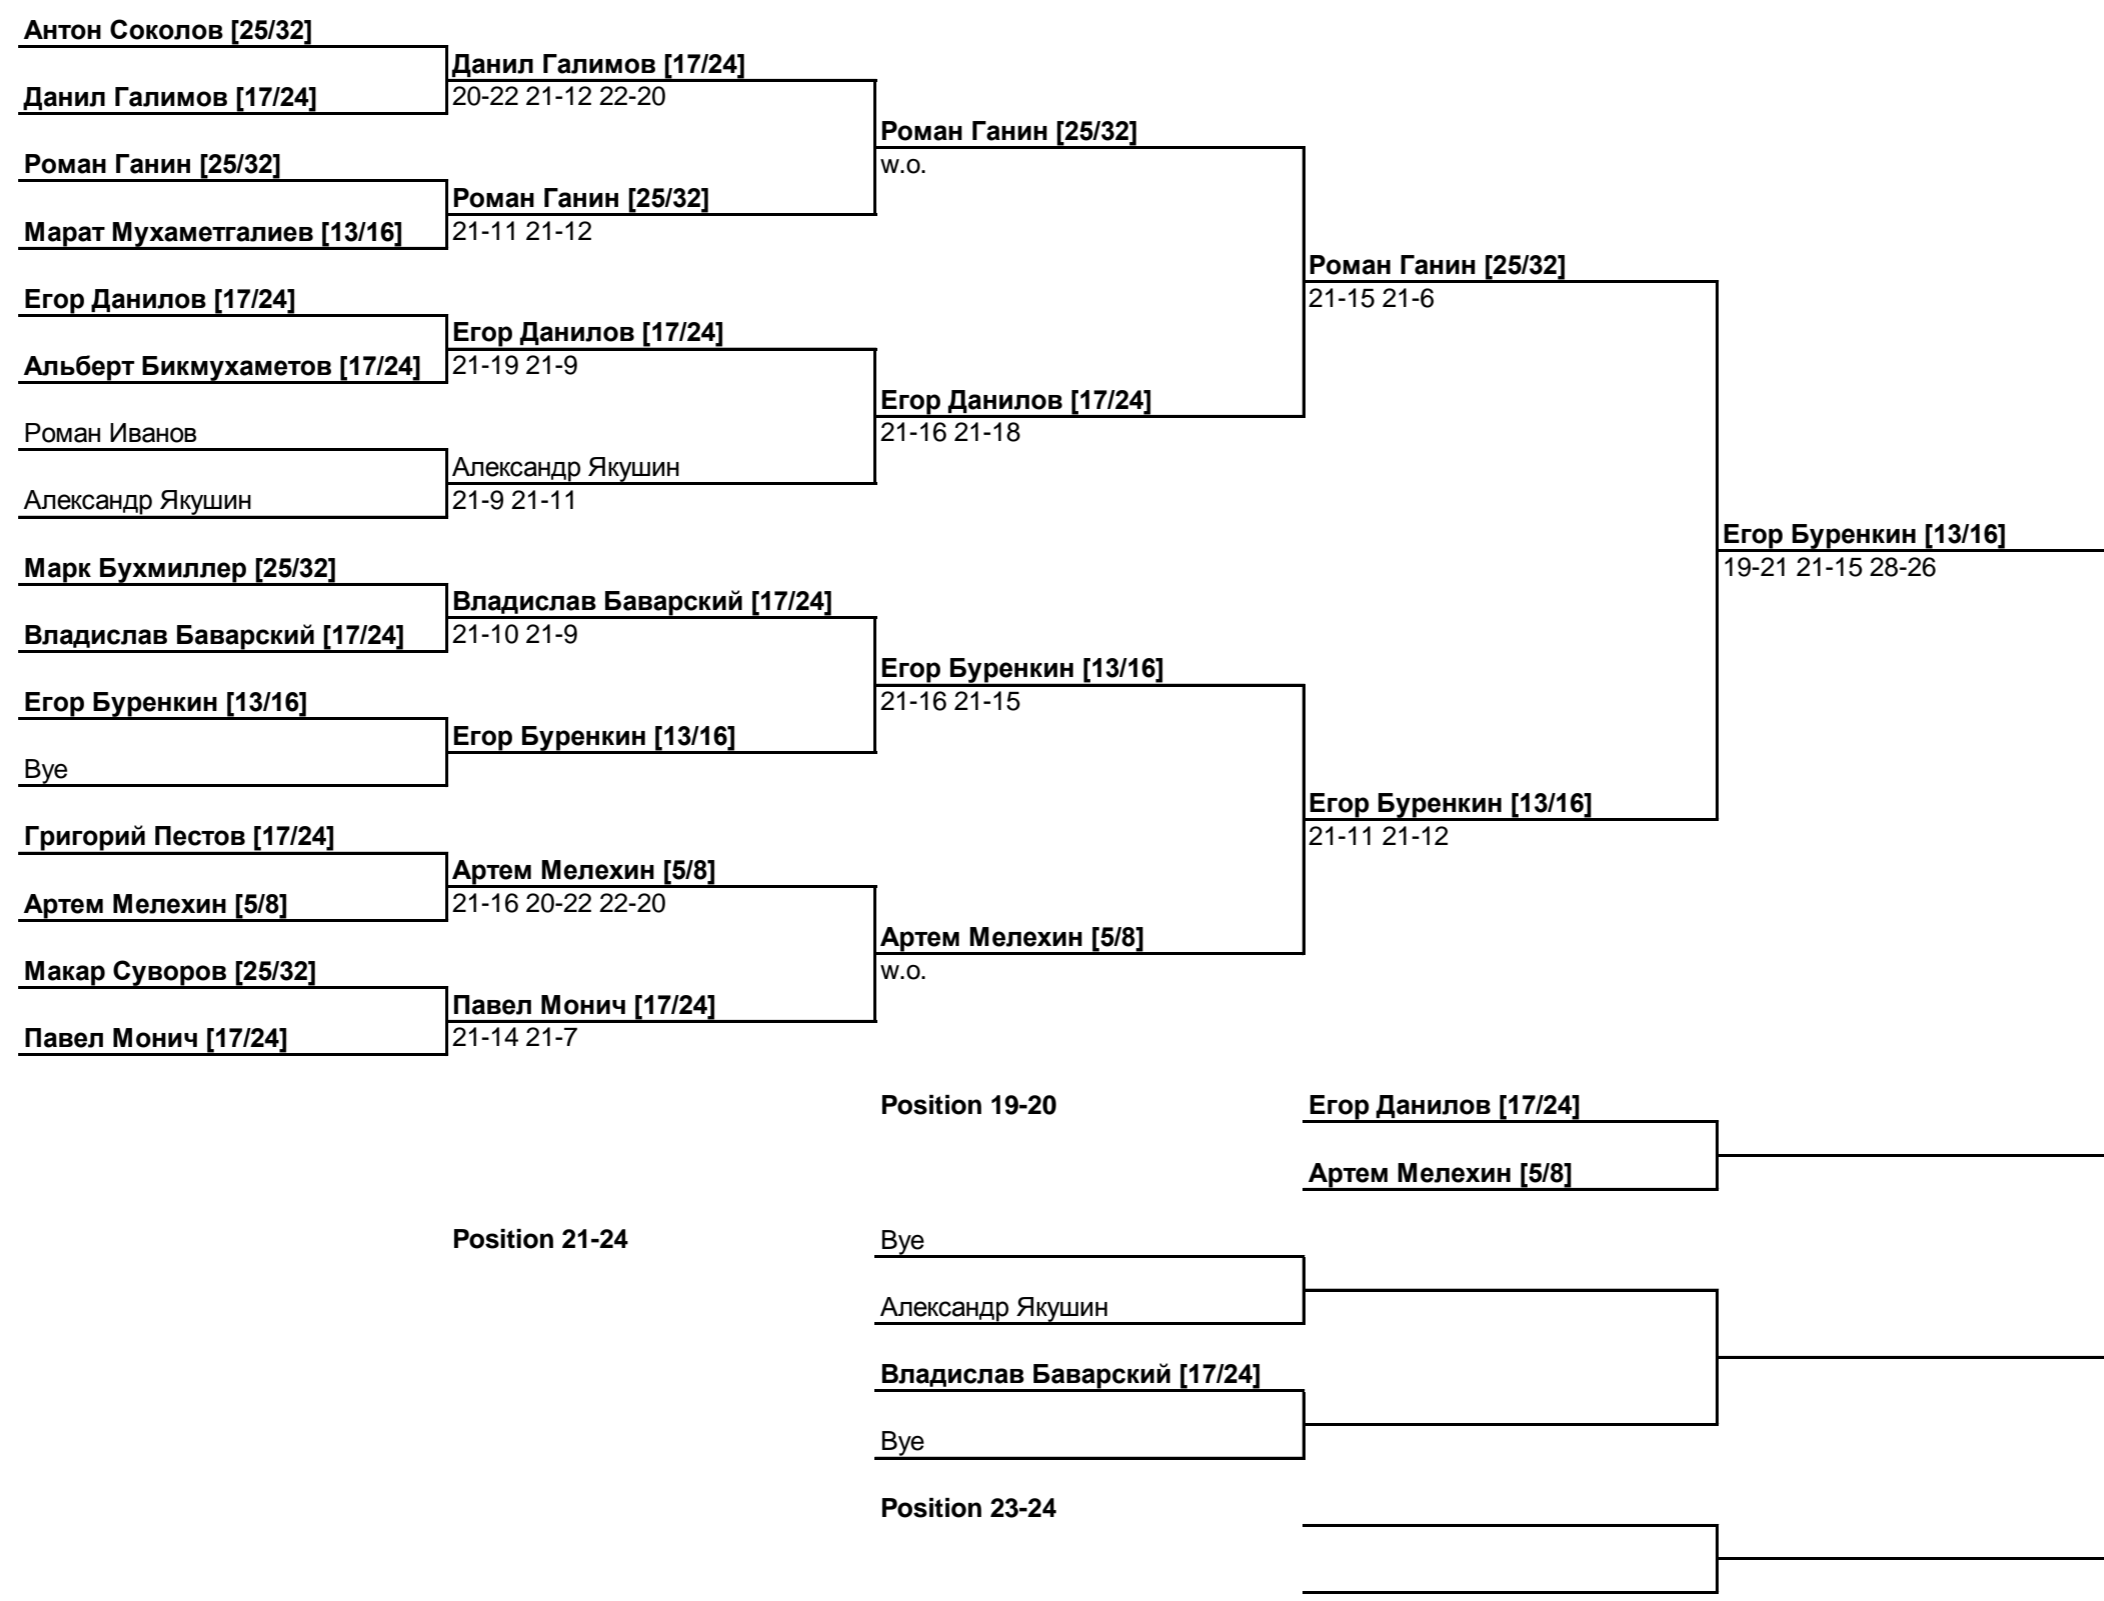 Антон Соколов [25/32]
Данил Галимов [17/24]
Данил Галимов [17/24]
20-22 21-12 22-20
Роман Ганин [25/32]
Роман Ганин [25/32]
w.o.
Роман Ганин [25/32]
Марат Мухаметгалиев [13/16]
21-11 21-12
Роман Ганин [25/32]
Егор Данилов [17/24]
21-15 21-6
Егор Данилов [17/24]
Альберт Бикмухаметов [17/24]
21-19 21-9
Егор Данилов [17/24]
Роман Иванов
21-16 21-18
Александр Якушин
Александр Якушин
21-9 21-11
Егор Буренкин [13/16]
Марк Бухмиллер [25/32]
19-21 21-15 28-26
Владислав Баварский [17/24]
Владислав Баварский [17/24]
21-10 21-9
Егор Буренкин [13/16]
Егор Буренкин [13/16]
21-16 21-15
Егор Буренкин [13/16]
Bye
Егор Буренкин [13/16]
Григорий Пестов [17/24]
21-11 21-12
Артем Мелехин [5/8]
Артем Мелехин [5/8]
21-16 20-22 22-20
Артем Мелехин [5/8]
Макар Суворов [25/32]
w.o.
Павел Монич [17/24]
Павел Монич [17/24]
21-14 21-7
Position 19-20
Егор Данилов [17/24]
Артем Мелехин [5/8]
Position 21-24
Bye
Александр Якушин
Владислав Баварский [17/24]
Bye
Position 23-24